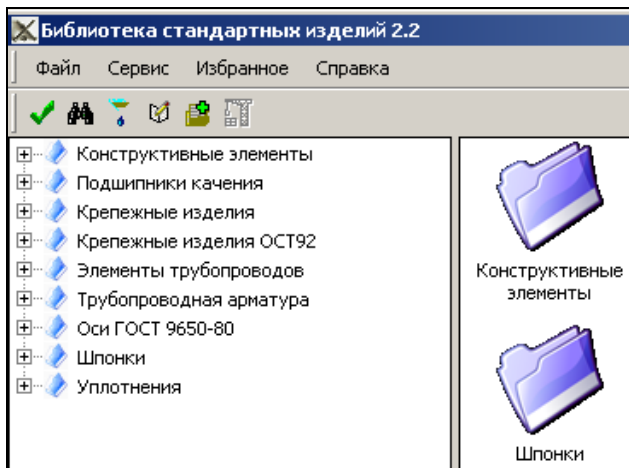 Библиотека стандартных изделий 2.2
Файл Сервис Избранное Справка
Конструктивные элементы
Подшипники качения
Крепежные изделия
Крепежные изделия ОСТ92
Элементы трубопроводов
Трубопроводная арматура
Оси ГОСТ 9650-80
Шпонки
Уплотнения
Конструктивные
элементы
Шпонки